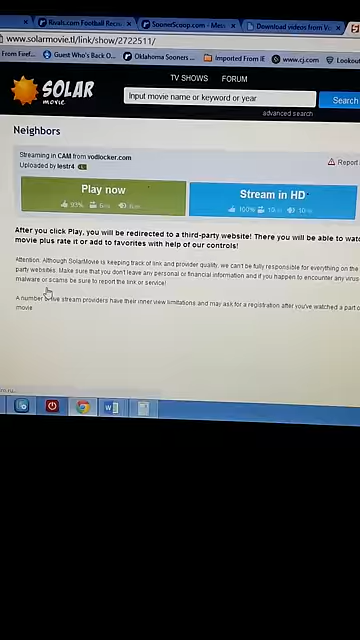 Rivals.com Football Recru
SoonerScoop.com - Mess
Download videos from V
www.solarmovie.tl/link/show/2722511/
From Firef...
Guest Who's Back O...
Oklahoma Sooners ...
Imported From IE
www.cj.com
Lookout
SOLAR
movie
TV SHOWS
FORUM
Input movie name or keyword or year
Search
advanced search
Neighbors
Streaming in CAM from vodlocker.com
Uploaded by lestr4
Report
Play now
Stream in HD
93%
100%
After you click Play, you will be redirected to a third-party website! There you will be able to wat
movie plus rate it or add to favorites with help of our controls!
Attention: Although SolarMovie is keeping track of link and provider quality, we can't be fully responsible for everything on the
party websites. Make sure that you don't leave any personal or financial information and if you happen to encounter any virus
malware or scams be sure to report the link or service!
A number of live stream providers have their inner view limitations and may ask for a registration after you've watched a part o
movie